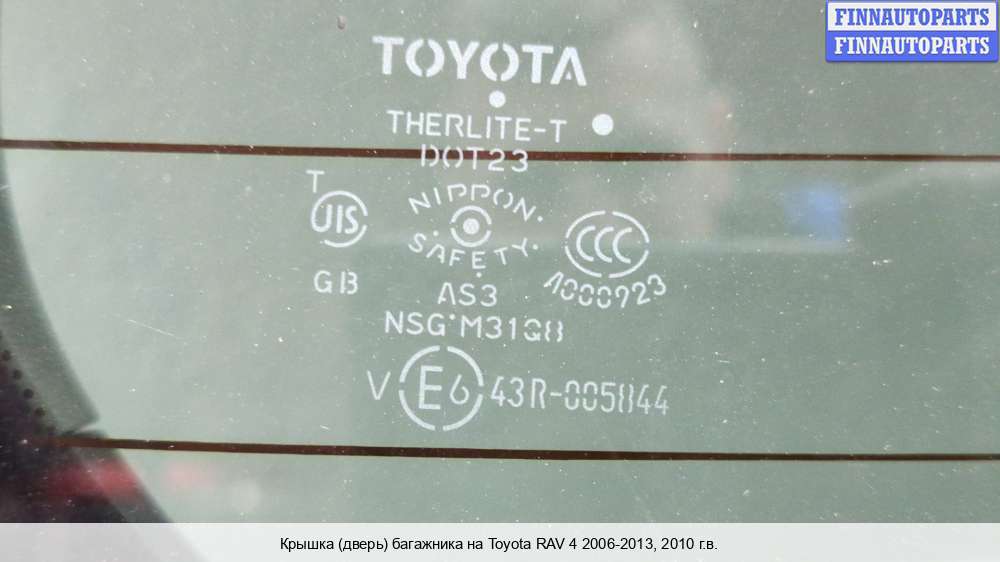 FINNAUTOPARTS
FINNAUTOPARTS
TOYOTA
THERLITE-T
DOT23
T
JIS
NIPPON
SAFETY
CCC
A000723
GB
AS3
NSG M31G8
V E6 43R-005844
Крышка (дверь) багажника на Toyota RAV 4 2006-2013, 2010 г.в.